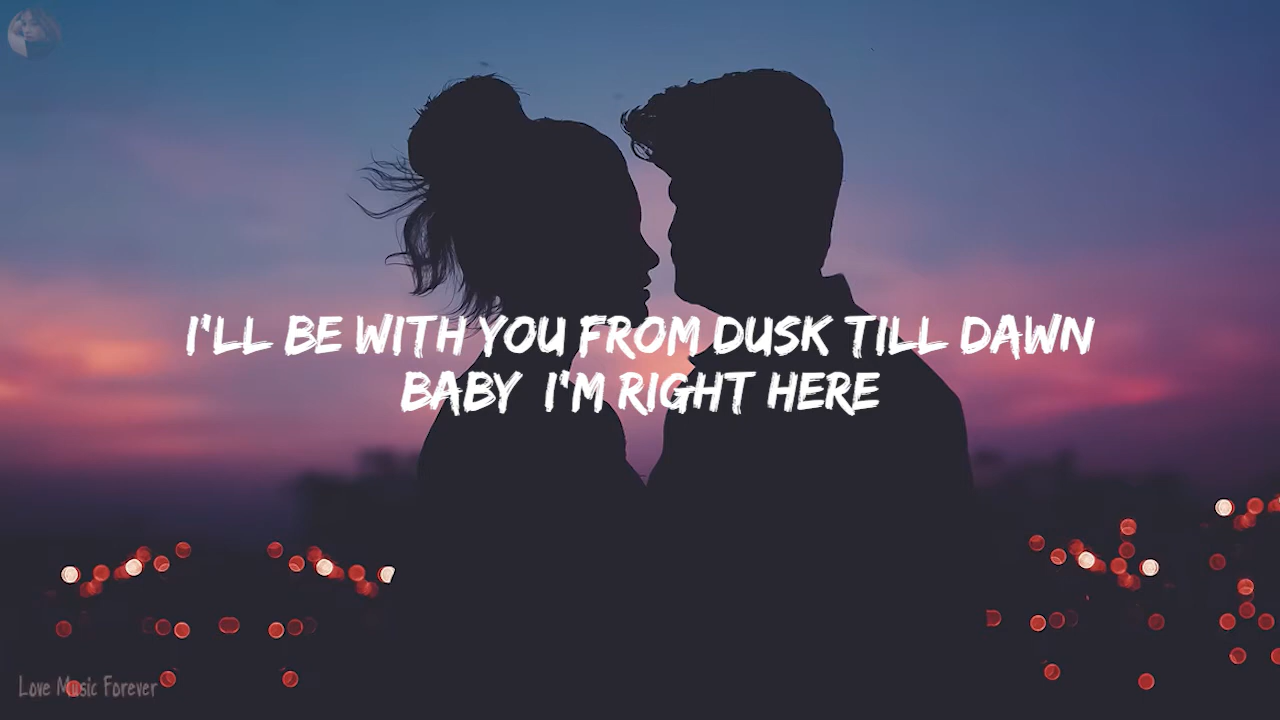 I'LL BE WITH YOU FROM DUSK TILL DAWN
BABY I'M RIGHT HERE
Love Music Forever